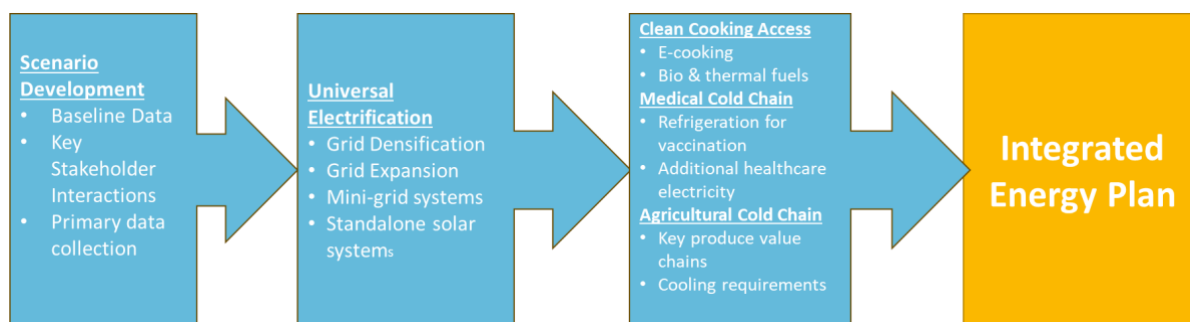 Scenario
Development
• Baseline Data
• Key
Stakeholder
Interactions
• Primary data
collection
Universal
Electrification
• Grid Densification
• Grid Expansion
• Mini-grid systems
• Standalone solar
systems
Clean Cooking Access
• E-cooking
• Bio & thermal fuels
Medical Cold Chain
• Refrigeration for
vaccination
• Additional healthcare
electricity
Agricultural Cold Chain
• Key produce value
chains
• Cooling requirements
Integrated
Energy Plan